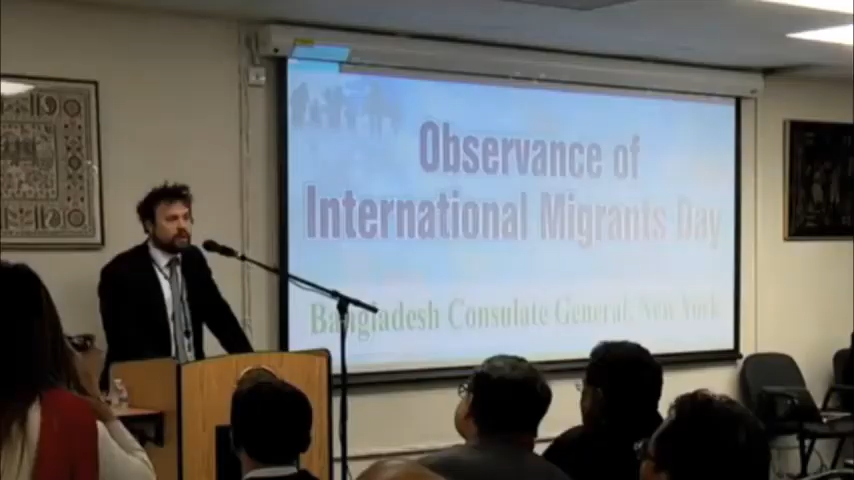 Observance of
International Migrants Day
Bangladesh Consulate General, New York